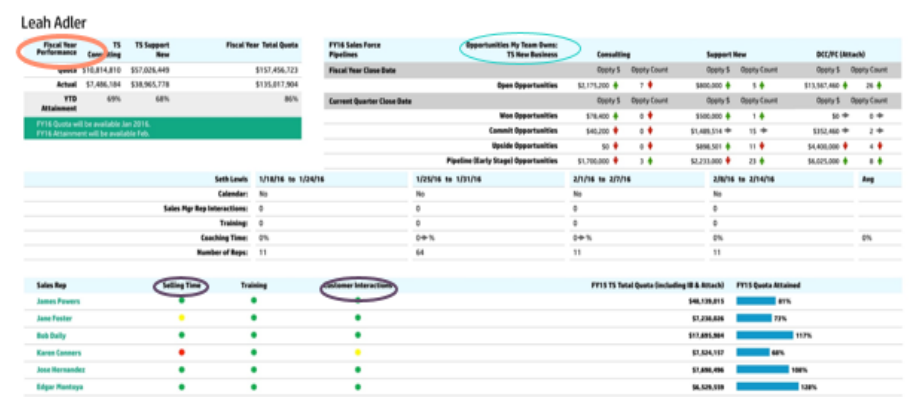 Leah Adler
Fiscal Year Performance TS Consulting TS Support New Fiscal Year Total Quota
Quota $10,814,810 $57,026,449 $157,456,723
Actual $7,486,184 $38,965,778 $135,017,904
YTD Attainment 69% 68% 86%
FY16 Quota will be available Jan 2016.
FY16 Attainment will be available Feb.
FY16 Sales Force Pipelines Opportunities My Team Owns: TS New Business Consulting Support New DCC/FC (Attach)
Fiscal Year Close Date Oppty $ Oppty Count Oppty $ Oppty Count Oppty $ Oppty Count
Open Opportunities $2,175,200 7 $800,000 5 $13,567,460 26
Current Quarter Close Date Oppty $ Oppty Count Oppty $ Oppty Count Oppty $ Oppty Count
Won Opportunities $78,400 0 $500,000 1 $0 0
Commit Opportunities $40,200 0 $1,489,514 15 $352,460 2
Upside Opportunities $0 0 $898,501 11 $4,400,000 4
Pipeline (Early Stage) Opportunities $1,700,000 3 $2,233,000 23 $6,025,000 8
Seth Lewis 1/18/16 to 1/24/16 1/25/16 to 1/31/16 2/1/16 to 2/7/16 2/8/16 to 2/14/16 Avg
Calendar: No No No No
Sales Mgr Rep Interactions: 0 0 0 0
Training: 0 0 0 0
Coaching Time: 0% 0 % 0 % 0% 0%
Number of Reps: 11 64 11 11
Sales Rep Selling Time Training Customer Interactions FY15 TS Total Quota (including IB & Attach) FY15 Quota Attained
James Powers $40,139,015 81%
Jane Foster $7,230,026 73%
Bob Dally $17,695,964 117%
Karen Connors $7,524,137 68%
Jose Hernandez $7,690,496 108%
Edgar Montoya $6,529,559 128%